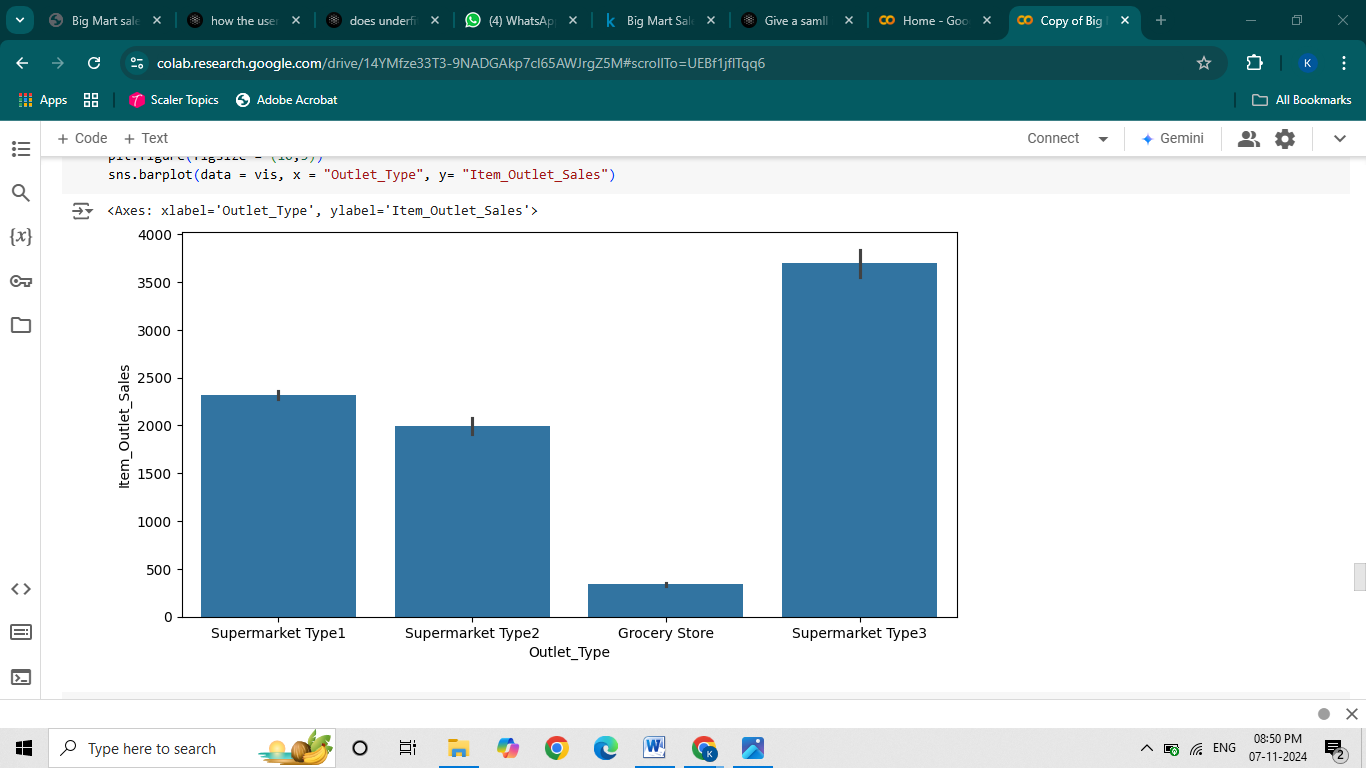 Big Mart sale
how the user
does underfi
(4) WhatsAp
Big Mart Sal
Give a samll
Home - Goo
Copy of Big
colab.research.google.com/drive/14YMfze33T3-9NADGAkp7cl65AWJrgZ5M#scrollTo=UEBf1jflTqq6
K
Apps
Scaler Topics
Adobe Acrobat
All Bookmarks
+ Code + Text
Connect
Gemini
plt.figure(figsize = (10,5))
sns.barplot(data = vis, x = "Outlet_Type", y= "Item_Outlet_Sales")
<Axes: xlabel='Outlet_Type', ylabel='Item_Outlet_Sales'>
4000
3500
3000
2500
2000
1500
1000
500
0
Item_Outlet_Sales
Supermarket Type1 Supermarket Type2 Grocery Store Supermarket Type3
Outlet_Type
Type here to search
ENG
08:50 PM
07-11-2024
2